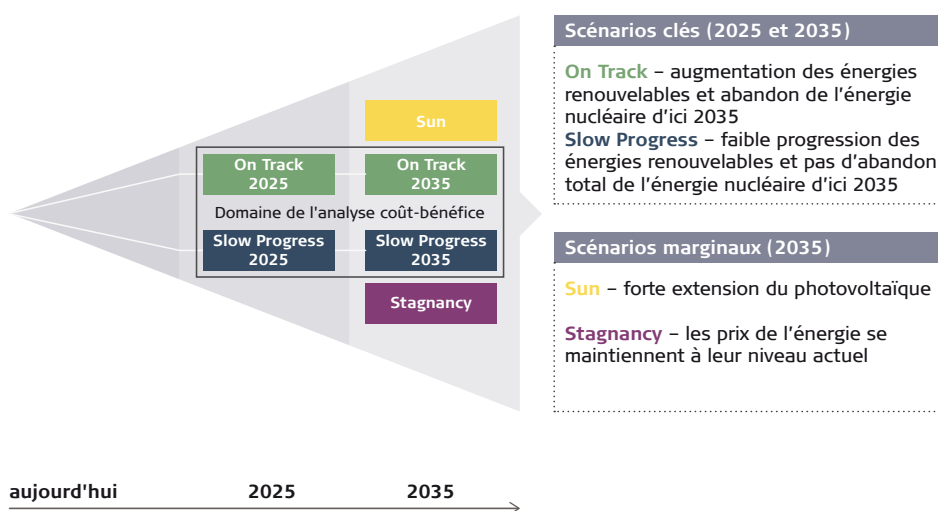 Sun
On Track
2025
On Track
2035
Domaine de l'analyse coût-bénéfice
Slow Progress
2025
Slow Progress
2035
Stagnancy
aujourd'hui
2025
2035
Scénarios clés (2025 et 2035)
On Track – augmentation des énergies
renouvelables et abandon de l'énergie
nucléaire d'ici 2035
Slow Progress – faible progression des
énergies renouvelables et pas d'abandon
total de l'énergie nucléaire d'ici 2035
Scénarios marginaux (2035)
Sun – forte extension du photovoltaïque
Stagnancy – les prix de l'énergie se
maintiennent à leur niveau actuel